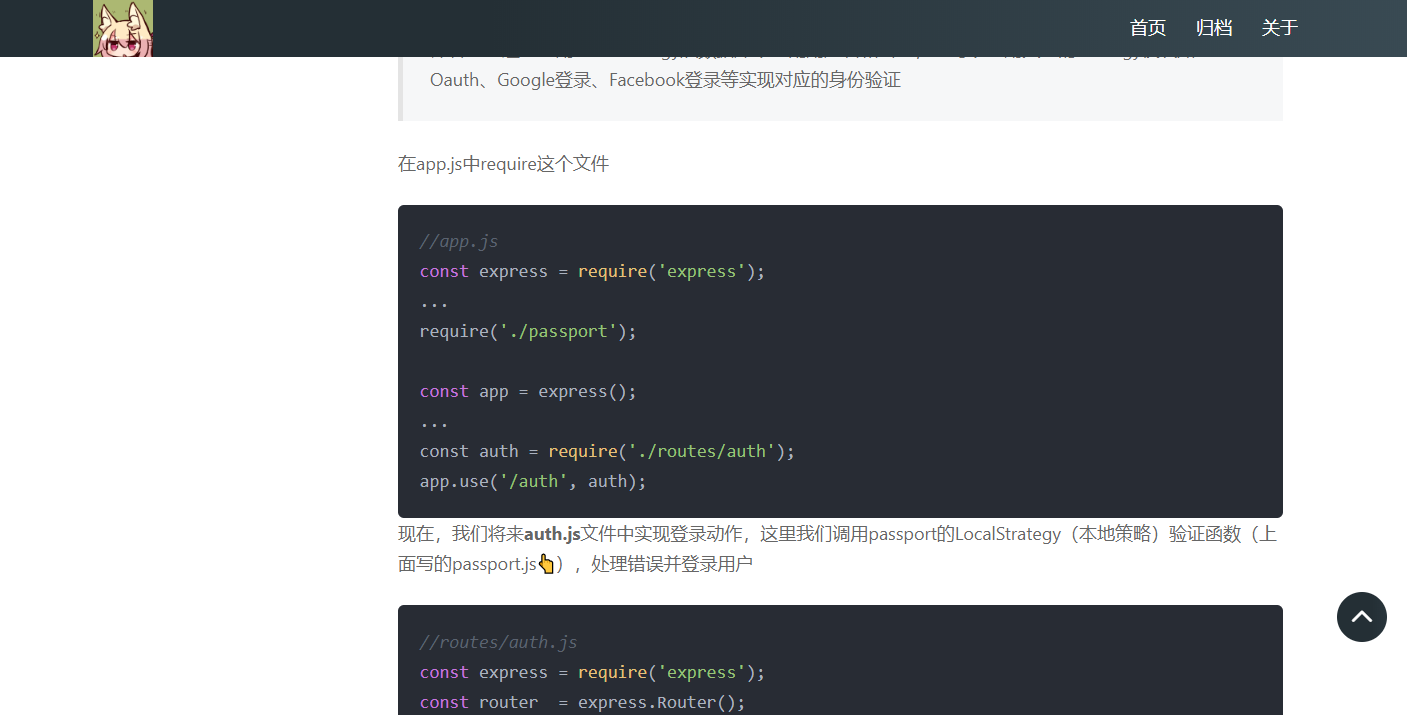 首页 归档 关于
Oauth、Google登录、Facebook登录等实现对应的身份验证
在app.js中require这个文件
//app.js
const express = require('express');
...
require('./passport');
const app = express();
...
const auth = require('./routes/auth');
app.use('/auth', auth);
现在，我们将来auth.js文件中实现登录动作，这里我们调用passport的LocalStrategy（本地策略）验证函数（上
面写的passport.js👆），处理错误并登录用户
//routes/auth.js
const express = require('express');
const router  = express.Router();